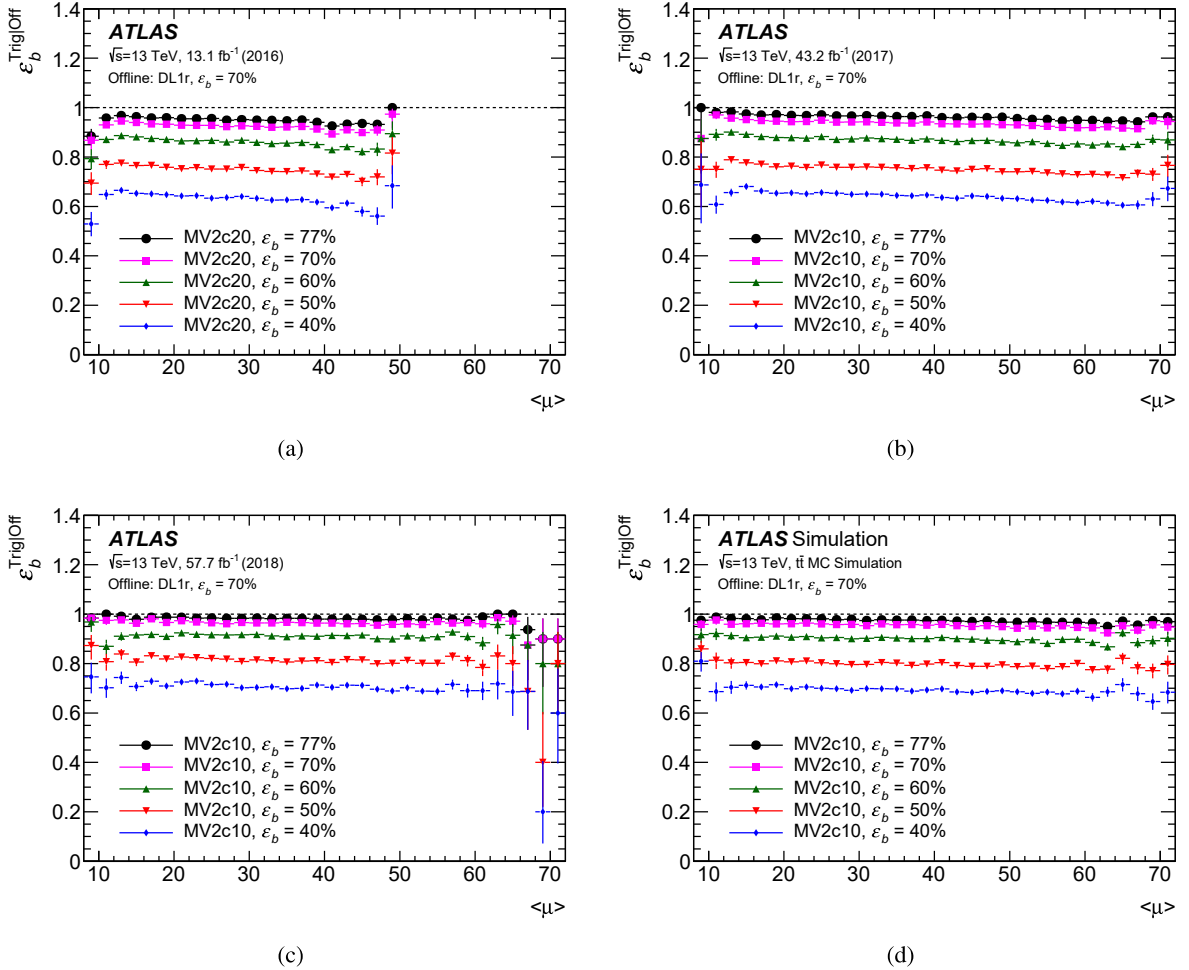 ATLAS
√s=13 TeV, 13.1 fb⁻¹ (2016)
Offline: DL1r, ε_b = 70%
ε_b^Trig|Off
1.4
1.2
1
0.8
0.6
0.4
0.2
0
MV2c20, ε_b = 77%
MV2c20, ε_b = 70%
MV2c20, ε_b = 60%
MV2c20, ε_b = 50%
MV2c20, ε_b = 40%
10 20 30 40 50 60 70
<μ>
(a)
ATLAS
√s=13 TeV, 43.2 fb⁻¹ (2017)
Offline: DL1r, ε_b = 70%
ε_b^Trig|Off
1.4
1.2
1
0.8
0.6
0.4
0.2
0
MV2c10, ε_b = 77%
MV2c10, ε_b = 70%
MV2c10, ε_b = 60%
MV2c10, ε_b = 50%
MV2c10, ε_b = 40%
10 20 30 40 50 60 70
<μ>
(b)
ATLAS
√s=13 TeV, 57.7 fb⁻¹ (2018)
Offline: DL1r, ε_b = 70%
ε_b^Trig|Off
1.4
1.2
1
0.8
0.6
0.4
0.2
0
MV2c10, ε_b = 77%
MV2c10, ε_b = 70%
MV2c10, ε_b = 60%
MV2c10, ε_b = 50%
MV2c10, ε_b = 40%
10 20 30 40 50 60 70
<μ>
(c)
ATLAS Simulation
√s=13 TeV, tt̄ MC Simulation
Offline: DL1r, ε_b = 70%
ε_b^Trig|Off
1.4
1.2
1
0.8
0.6
0.4
0.2
0
MV2c10, ε_b = 77%
MV2c10, ε_b = 70%
MV2c10, ε_b = 60%
MV2c10, ε_b = 50%
MV2c10, ε_b = 40%
10 20 30 40 50 60 70
<μ>
(d)